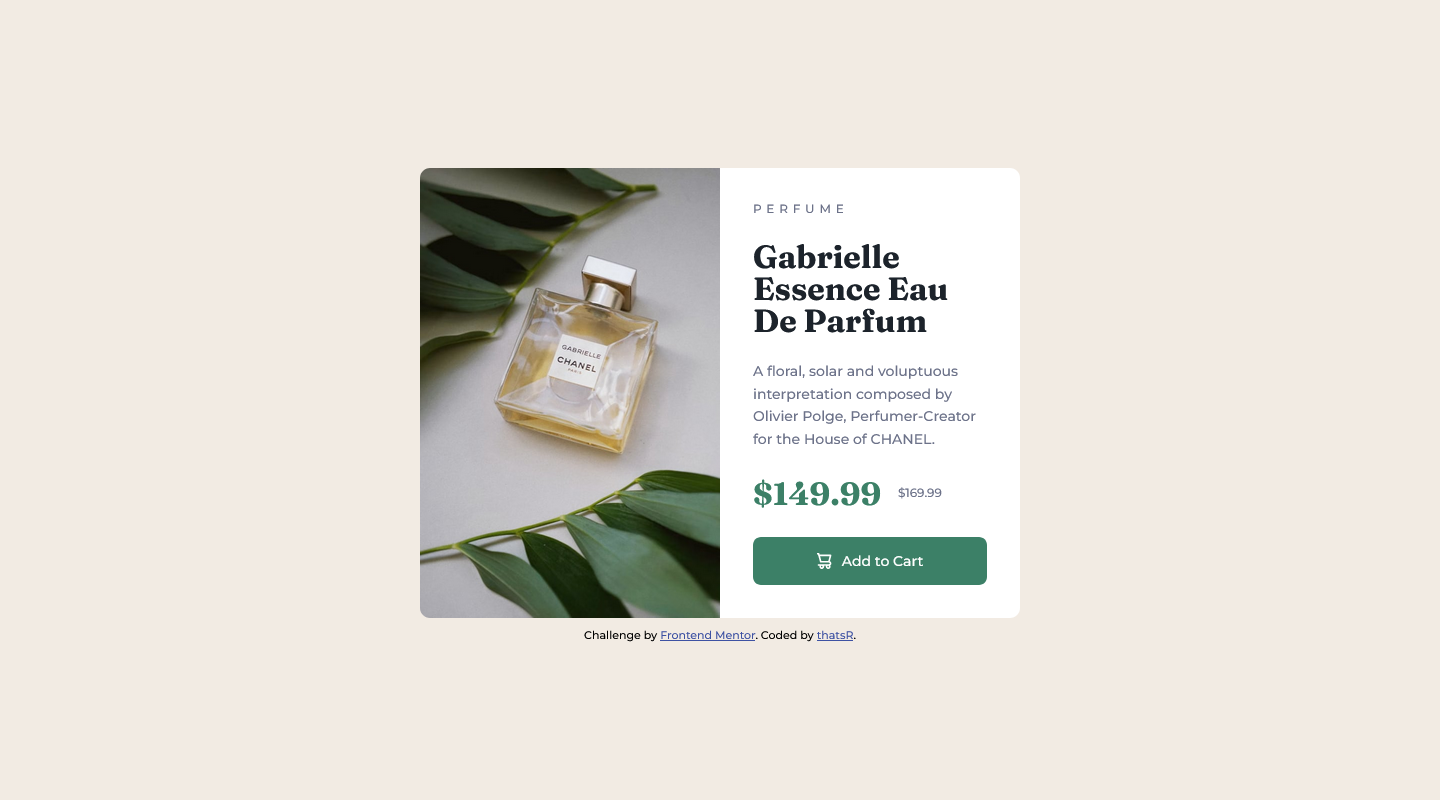 GABRIELLE
CHANEL
PARIS
PERFUME
Gabrielle
Essence Eau
De Parfum
A floral, solar and voluptuous
interpretation composed by
Olivier Polge, Perfumer-Creator
for the House of CHANEL.
$149.99 $169.99
Add to Cart
Challenge by Frontend Mentor. Coded by thatsR.